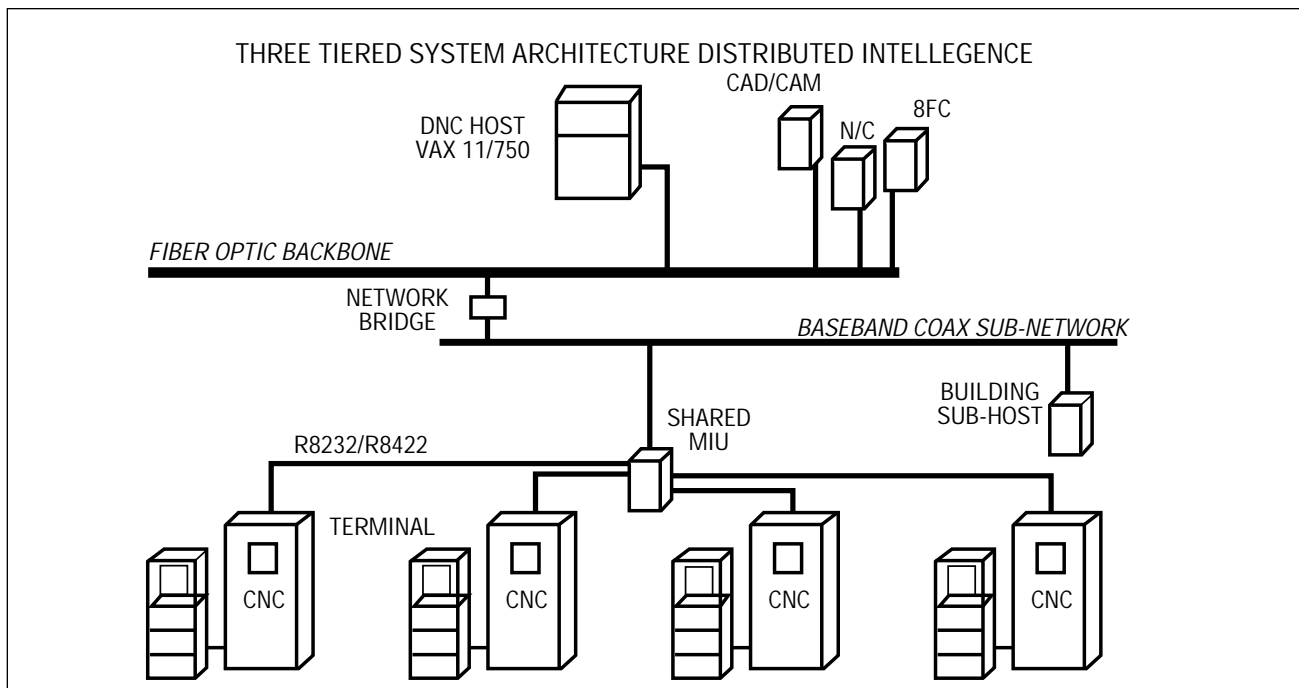 THREE TIERED SYSTEM ARCHITECTURE DISTRIBUTED INTELLEGENCE
CAD/CAM
8FC
N/C
DNC HOST
VAX 11/750
FIBER OPTIC BACKBONE
NETWORK
BRIDGE
BASEBAND COAX SUB-NETWORK
BUILDING
SUB-HOST
SHARED
MIU
R8232/R8422
TERMINAL
CNC
CNC
CNC
CNC